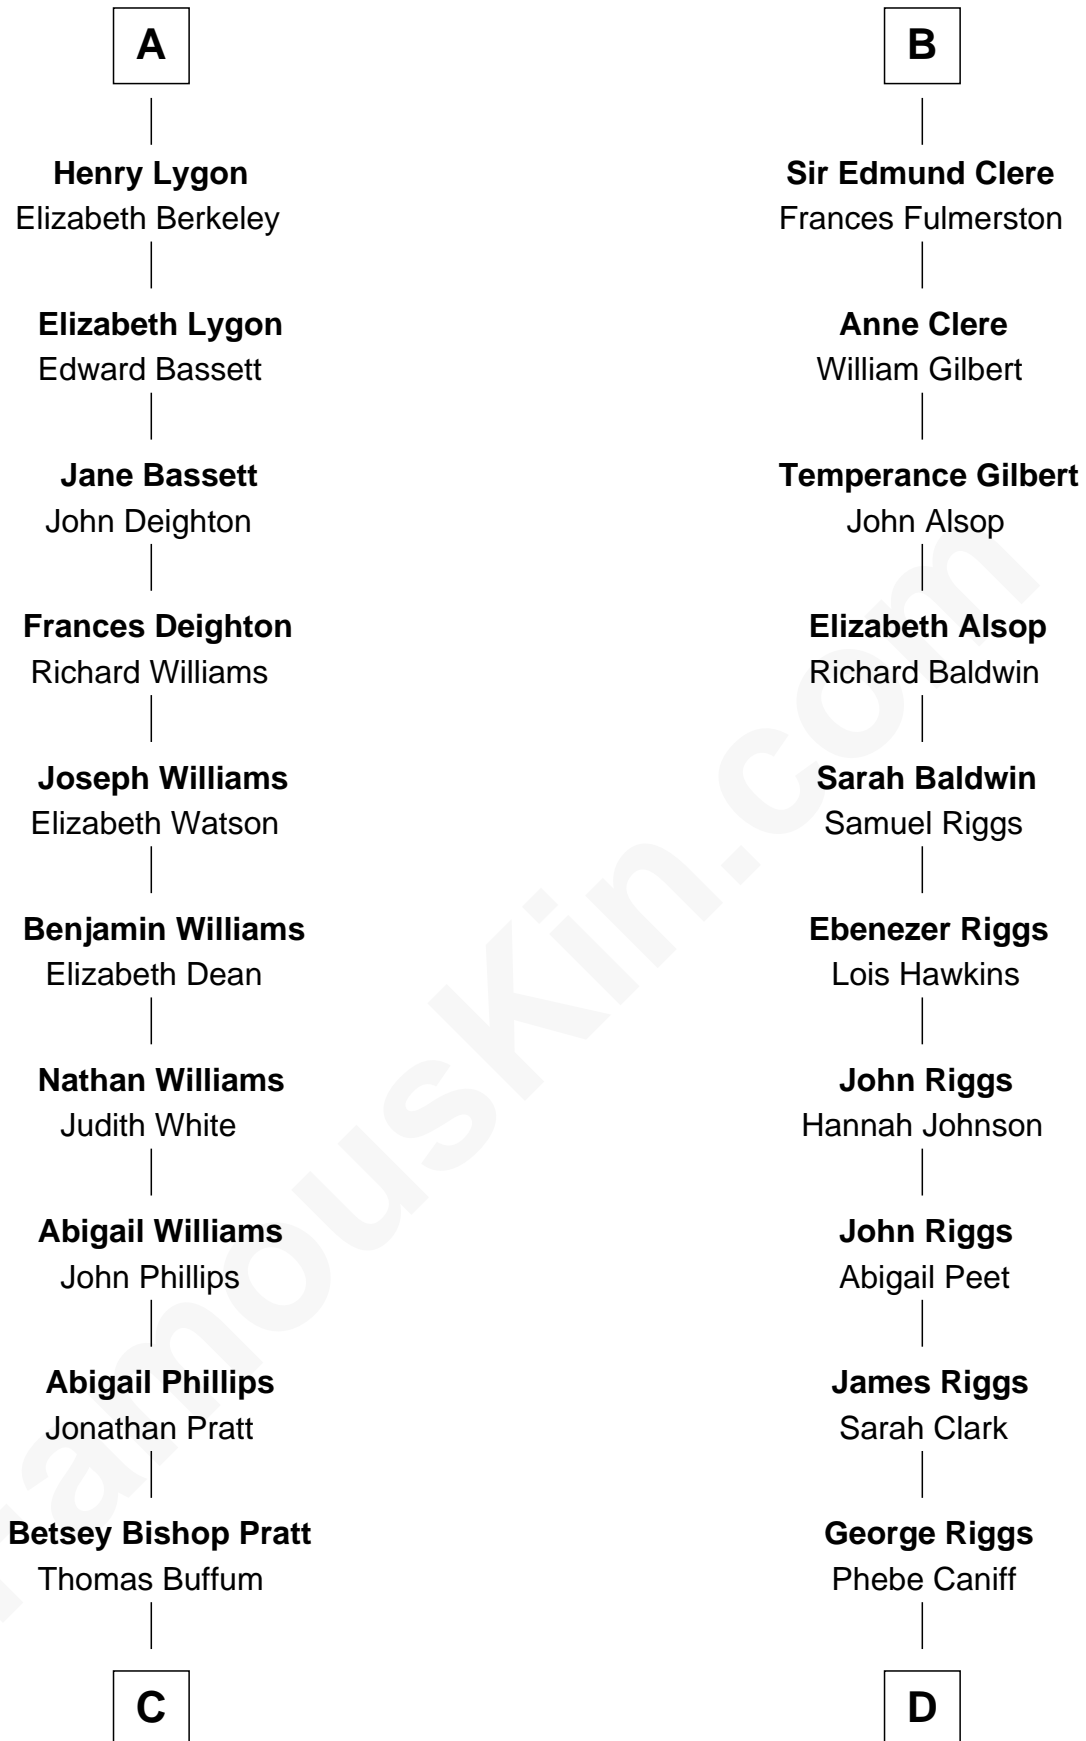 A
Henry Lygon
Elizabeth Berkeley
Elizabeth Lygon
Edward Bassett
Jane Bassett
John Deighton
Frances Deighton
Richard Williams
Joseph Williams
Elizabeth Watson
Benjamin Williams
Elizabeth Dean
Nathan Williams
Judith White
Abigail Williams
John Phillips
Abigail Phillips
Jonathan Pratt
Betsey Bishop Pratt
Thomas Buffum
C
B
Sir Edmund Clere
Frances Fulmerston
Anne Clere
William Gilbert
Temperance Gilbert
John Alsop
Elizabeth Alsop
Richard Baldwin
Sarah Baldwin
Samuel Riggs
Ebenezer Riggs
Lois Hawkins
John Riggs
Hannah Johnson
John Riggs
Abigail Peet
James Riggs
Sarah Clark
George Riggs
Phebe Caniff
D
FamousKin.com